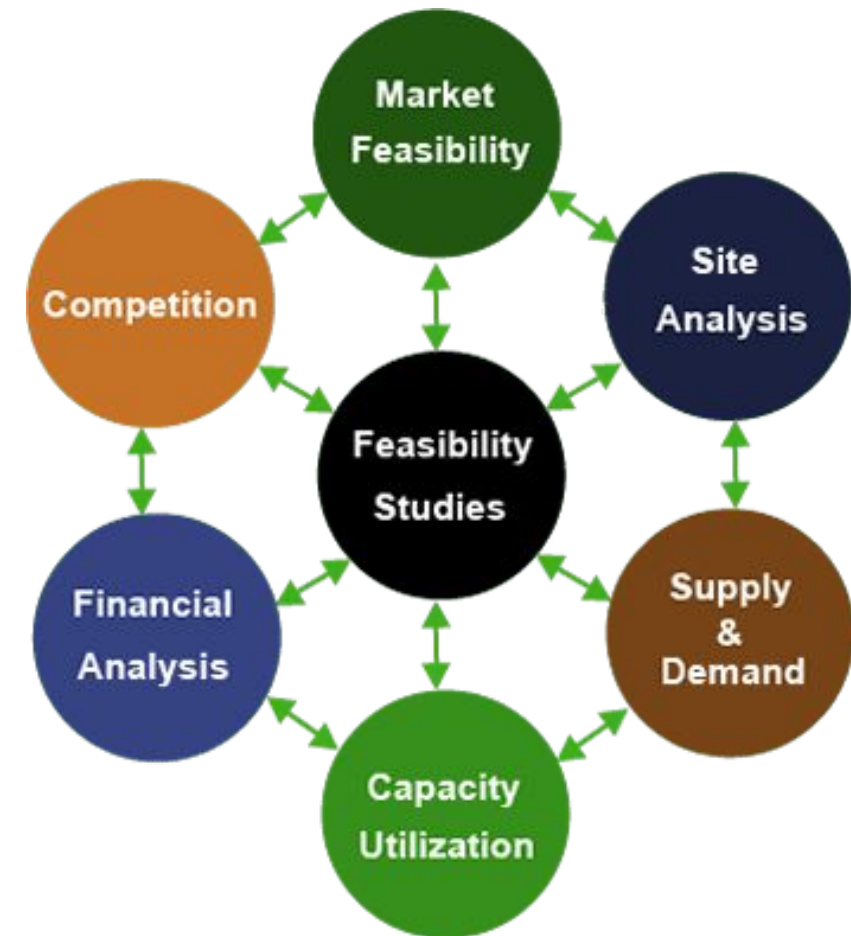 Market
Feasibility
Site
Analysis
Competition
Feasibility
Studies
Financial
Analysis
Supply
&
Demand
Capacity
Utilization